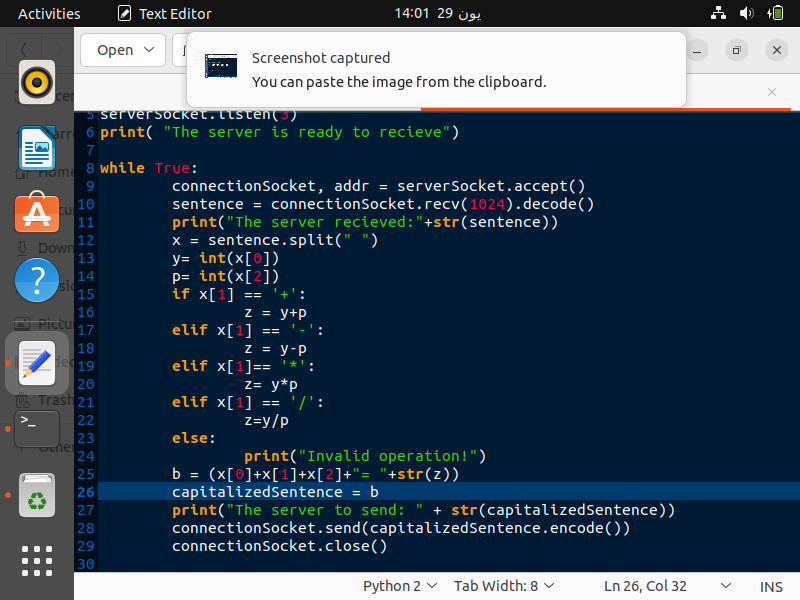 Activities
Text Editor
14:01 29 يون
Open
Screenshot captured
You can paste the image from the clipboard.
Home
Trash
5 serverSocket.listen(3)
6 print( "The server is ready to recieve")
7
8 while True:
9 connectionSocket, addr = serverSocket.accept()
10 sentence = connectionSocket.recv(1024).decode()
11 print("The server recieved:"+str(sentence))
12 x = sentence.split(" ")
13 y= int(x[0])
14 p= int(x[2])
15 if x[1] == '+':
16 z = y+p
17 elif x[1] == '-':
18 z = y-p
19 elif x[1]== '*':
20 z= y*p
21 elif x[1] == '/':
22 z=y/p
23 else:
24 print("Invalid operation!")
25 b = (x[0]+x[1]+x[2]+"= "+str(z))
26 capitalizedSentence = b
27 print("The server to send: " + str(capitalizedSentence))
28 connectionSocket.send(capitalizedSentence.encode())
29 connectionSocket.close()
30
Python 2
Tab Width: 8
Ln 26, Col 32
INS